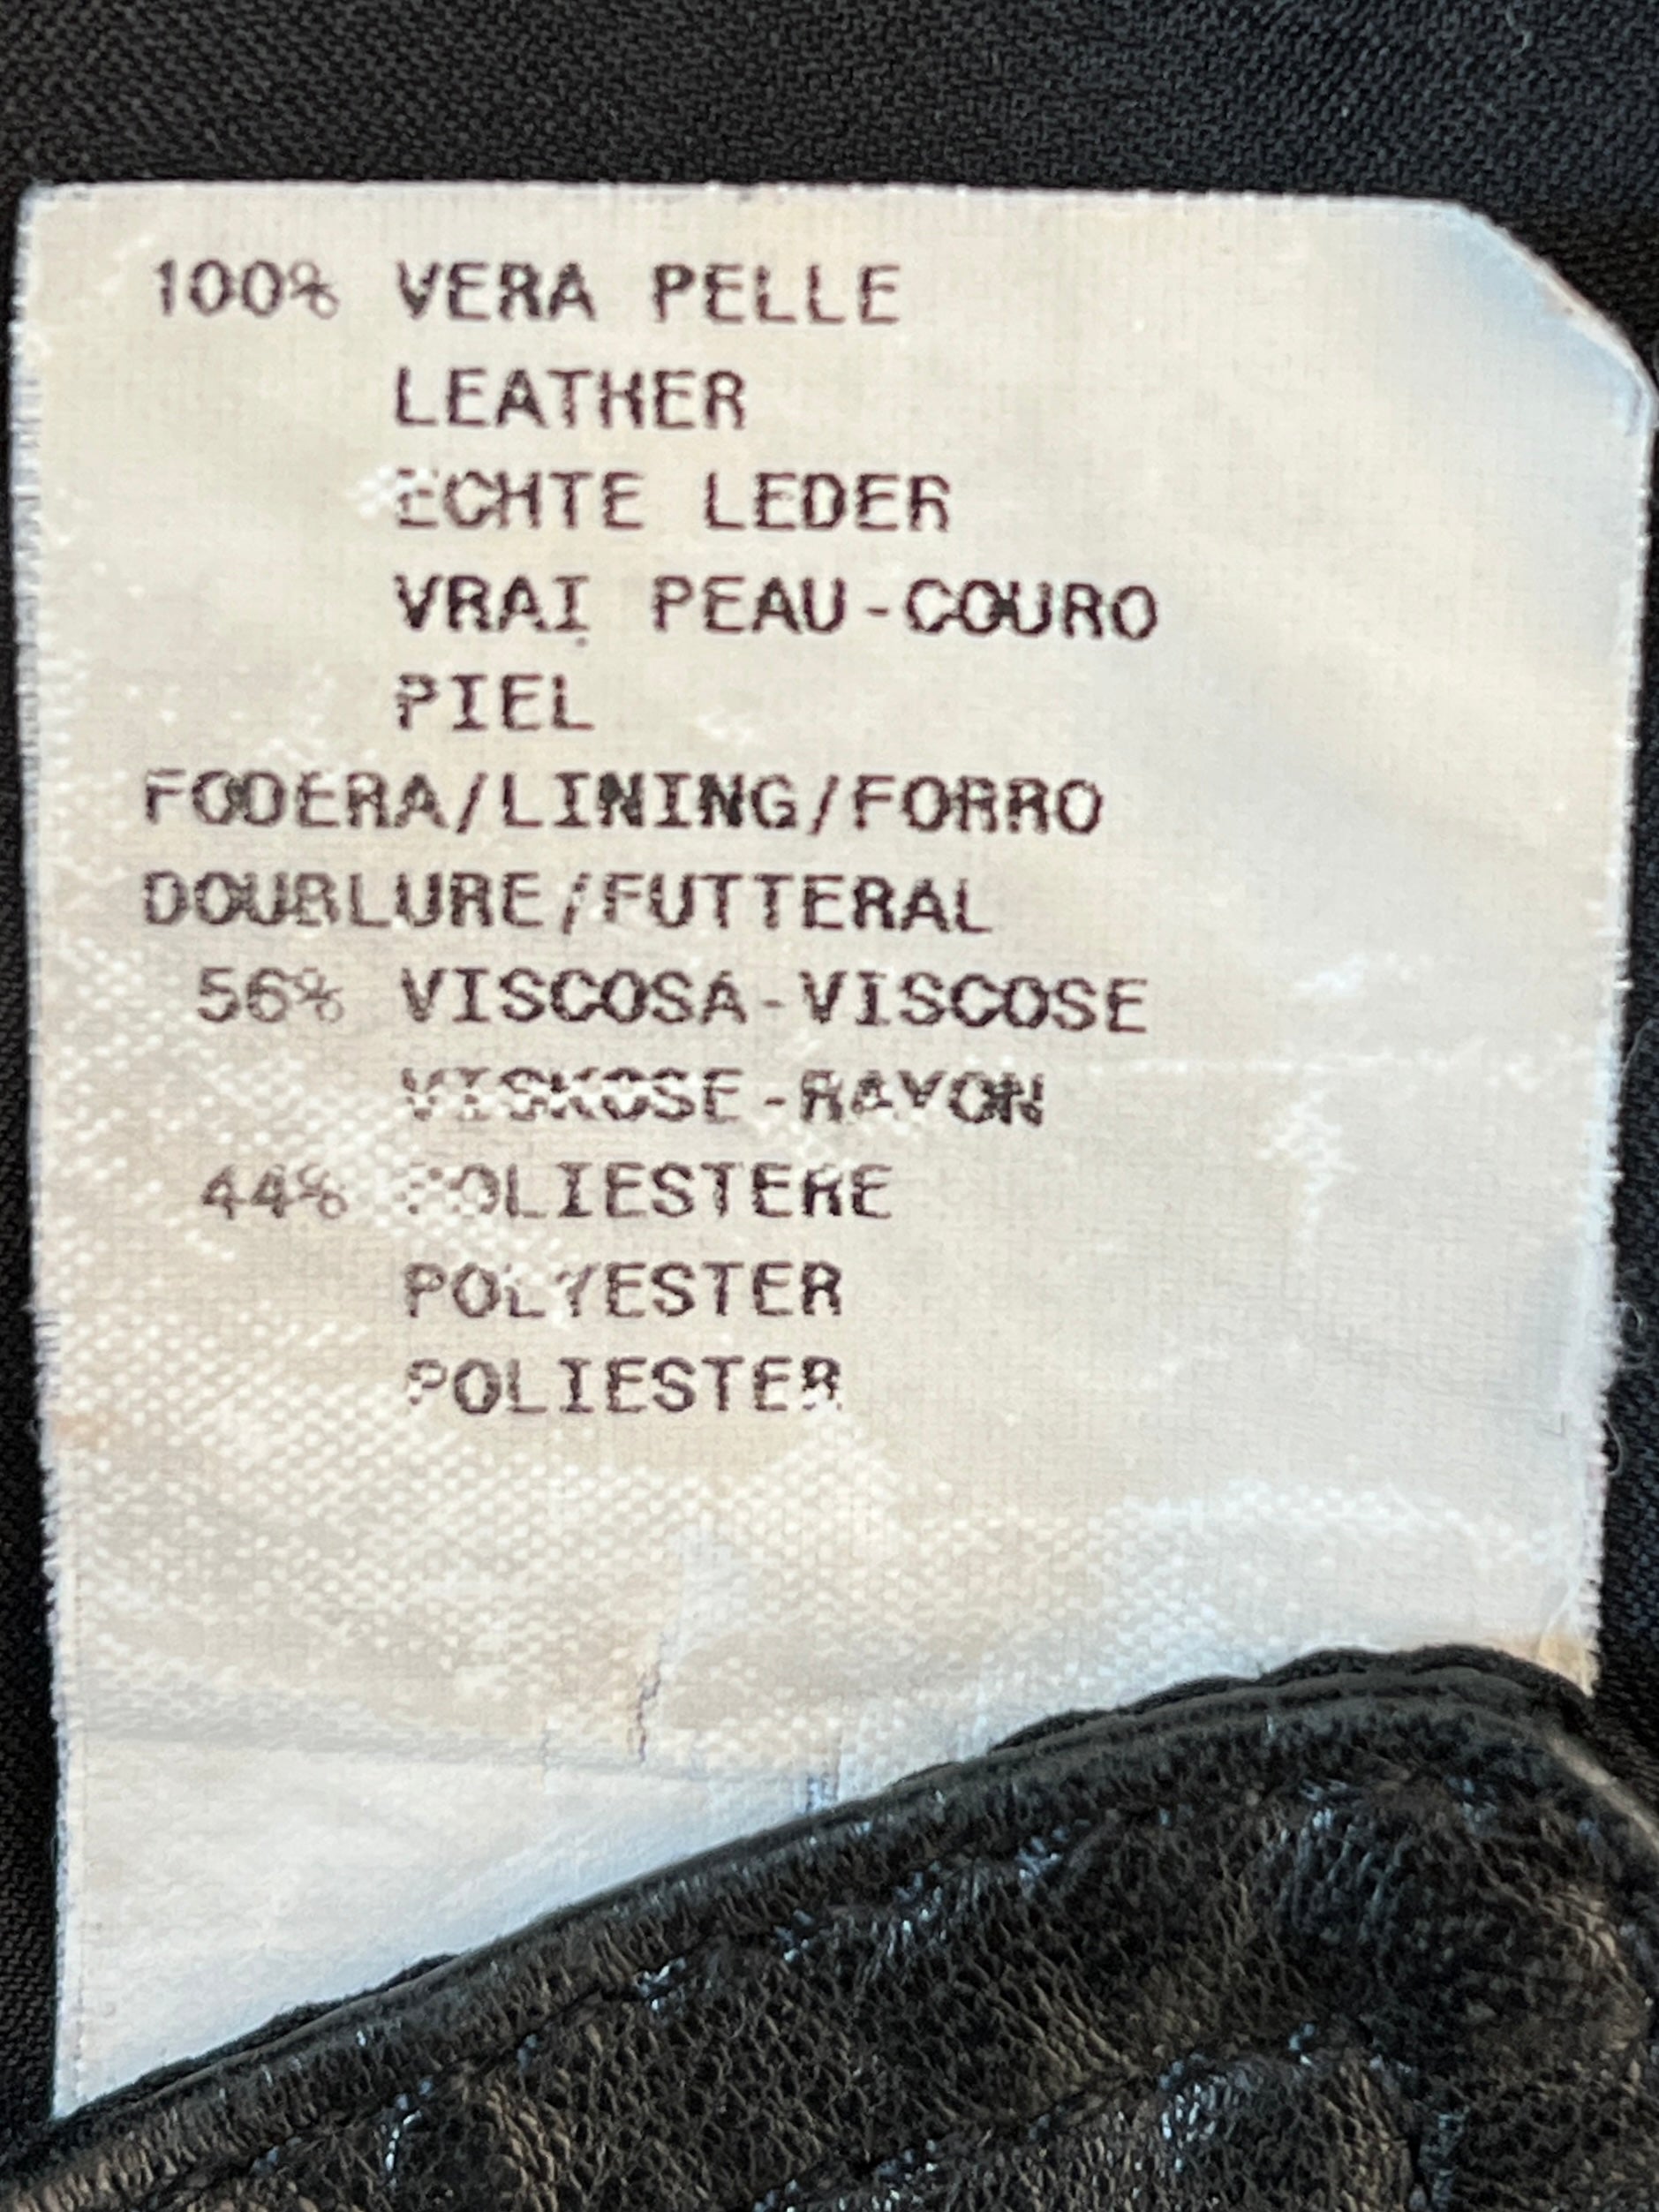 100% VERA PELLE
LEATHER
ECHTE LEDER
VRAI PEAU-COURO
PIEL
FODERA/LINING/FORRO
DOUBLURE/FUTTERAL
56% VISCOSA-VISCOSE
VISKOSE-RAYON
44% POLIESTERE
POLYESTER
POLIESTER